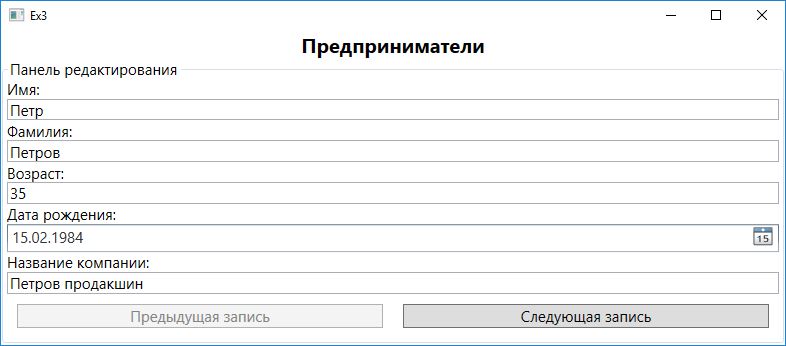 Ex3
Предприниматели
Панель редактирования
Имя:
Петр
Фамилия:
Петров
Возраст:
35
Дата рождения:
15.02.1984
15
Название компании:
Петров продакшин
Предыдущая запись
Следующая запись